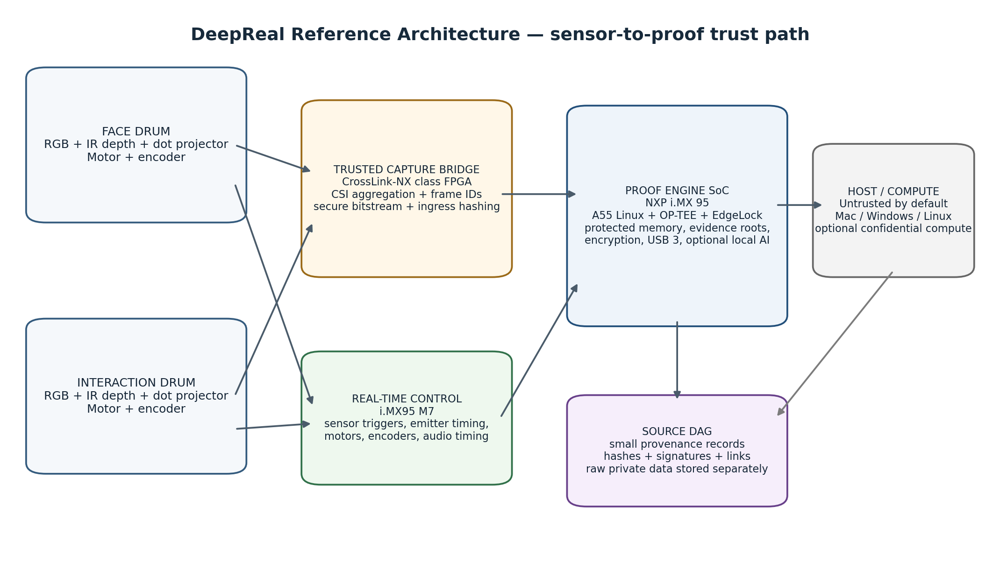 DeepReal Reference Architecture — sensor-to-proof trust path
FACE DRUM
RGB + IR depth + dot projector
Motor + encoder
TRUSTED CAPTURE BRIDGE
CrossLink-NX class FPGA
CSI aggregation + frame IDs
secure bitstream + ingress hashing
PROOF ENGINE SoC
NXP i.MX 95
A55 Linux + OP-TEE + EdgeLock
protected memory, evidence roots,
encryption, USB 3, optional local AI
HOST / COMPUTE
Untrusted by default
Mac / Windows / Linux
optional confidential compute
INTERACTION DRUM
RGB + IR depth + dot projector
Motor + encoder
REAL-TIME CONTROL
i.MX95 M7
sensor triggers, emitter timing,
motors, encoders, audio timing
SOURCE DAG
small provenance records
hashes + signatures + links
raw private data stored separately